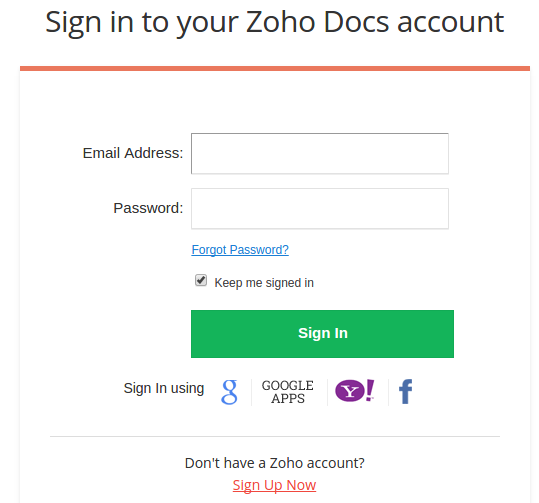 Sign in to your Zoho Docs account
Email Address:
Password:
Forgot Password?
Keep me signed in
Sign In
Sign In using g GOOGLE APPS Y! f
Don't have a Zoho account?
Sign Up Now